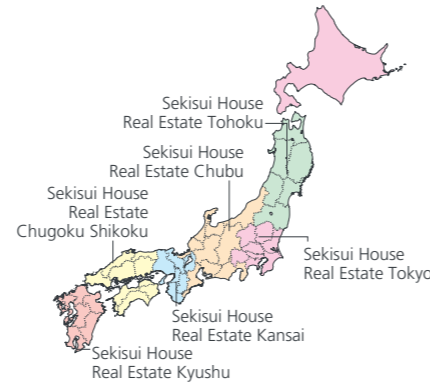 Sekisui House
Real Estate Tohoku
Sekisui House
Real Estate Chubu
Sekisui House
Real Estate
Chugoku Shikoku
Sekisui House
Real Estate Tokyo
Sekisui House
Real Estate Kansai
Sekisui House
Real Estate Kyushu